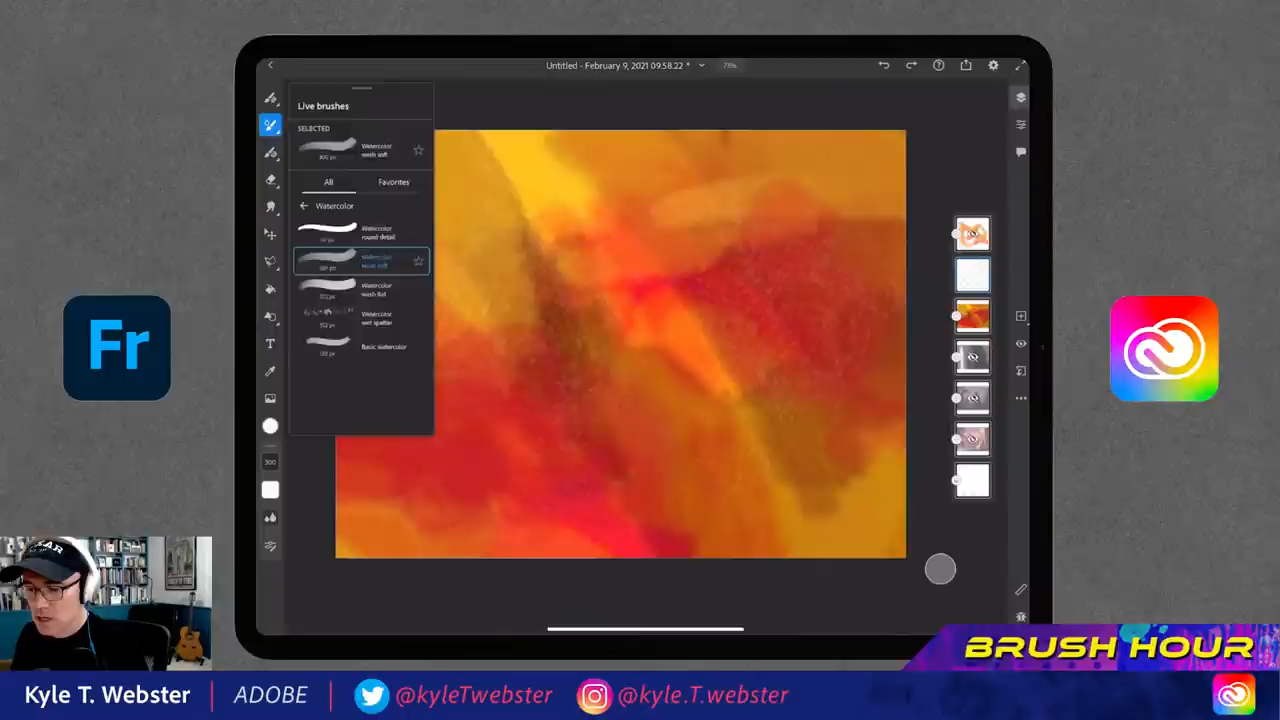 Untitled - February 9, 2021 09.58.22 *
Live brushes
SELECTED
Watercolor
wash soft
All
Favorites
Watercolor
Watercolor
round detail
Watercolor
wash soft
Watercolor
wash flat
Watercolor
wet spatter
Basic watercolor
300
T
Fr
BRUSH HOUR
Kyle T. Webster | ADOBE | @kyleTwebster @kyle.T.webster